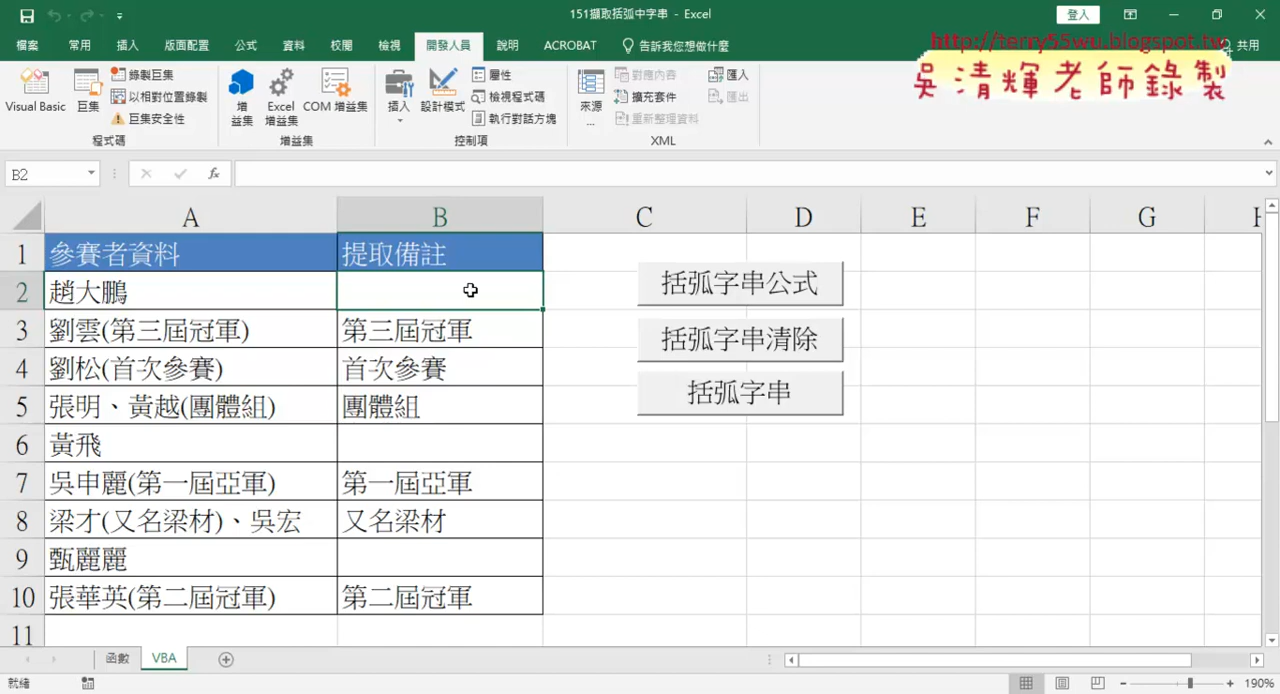 151擷取括弧中字串 - Excel
登入
檔案 常用 插入 版面配置 公式 資料 校閱 檢視 開發人員 說明 ACROBAT 告訴我您想做什麼 共用
http://terry55wu.blogspot.tw
吳清輝老師錄製
Visual Basic 巨集 錄製巨集 以相對位置錄製 巨集安全性
程式碼
增益集 Excel 增益集 COM 增益集
增益集
插入 設計模式 屬性 檢視程式碼 執行對話方塊
控制項
來源 ... 對應內容 擴充套件 重新整理資料 匯入 匯出
XML
B2 fx
A B C D E F G H
1 參賽者資料 提取備註
2 趙大鵬 括弧字串公式
3 劉雲(第三屆冠軍) 第三屆冠軍 括弧字串清除
4 劉松(首次參賽) 首次參賽 括弧字串
5 張明、黃越(團體組) 團體組
6 黃飛
7 吳申麗(第一屆亞軍) 第一屆亞軍
8 梁才(又名梁材)、吳宏 又名梁材
9 甄麗麗
10 張華英(第二屆冠軍) 第二屆冠軍
11
函數 VBA
就緒 190%